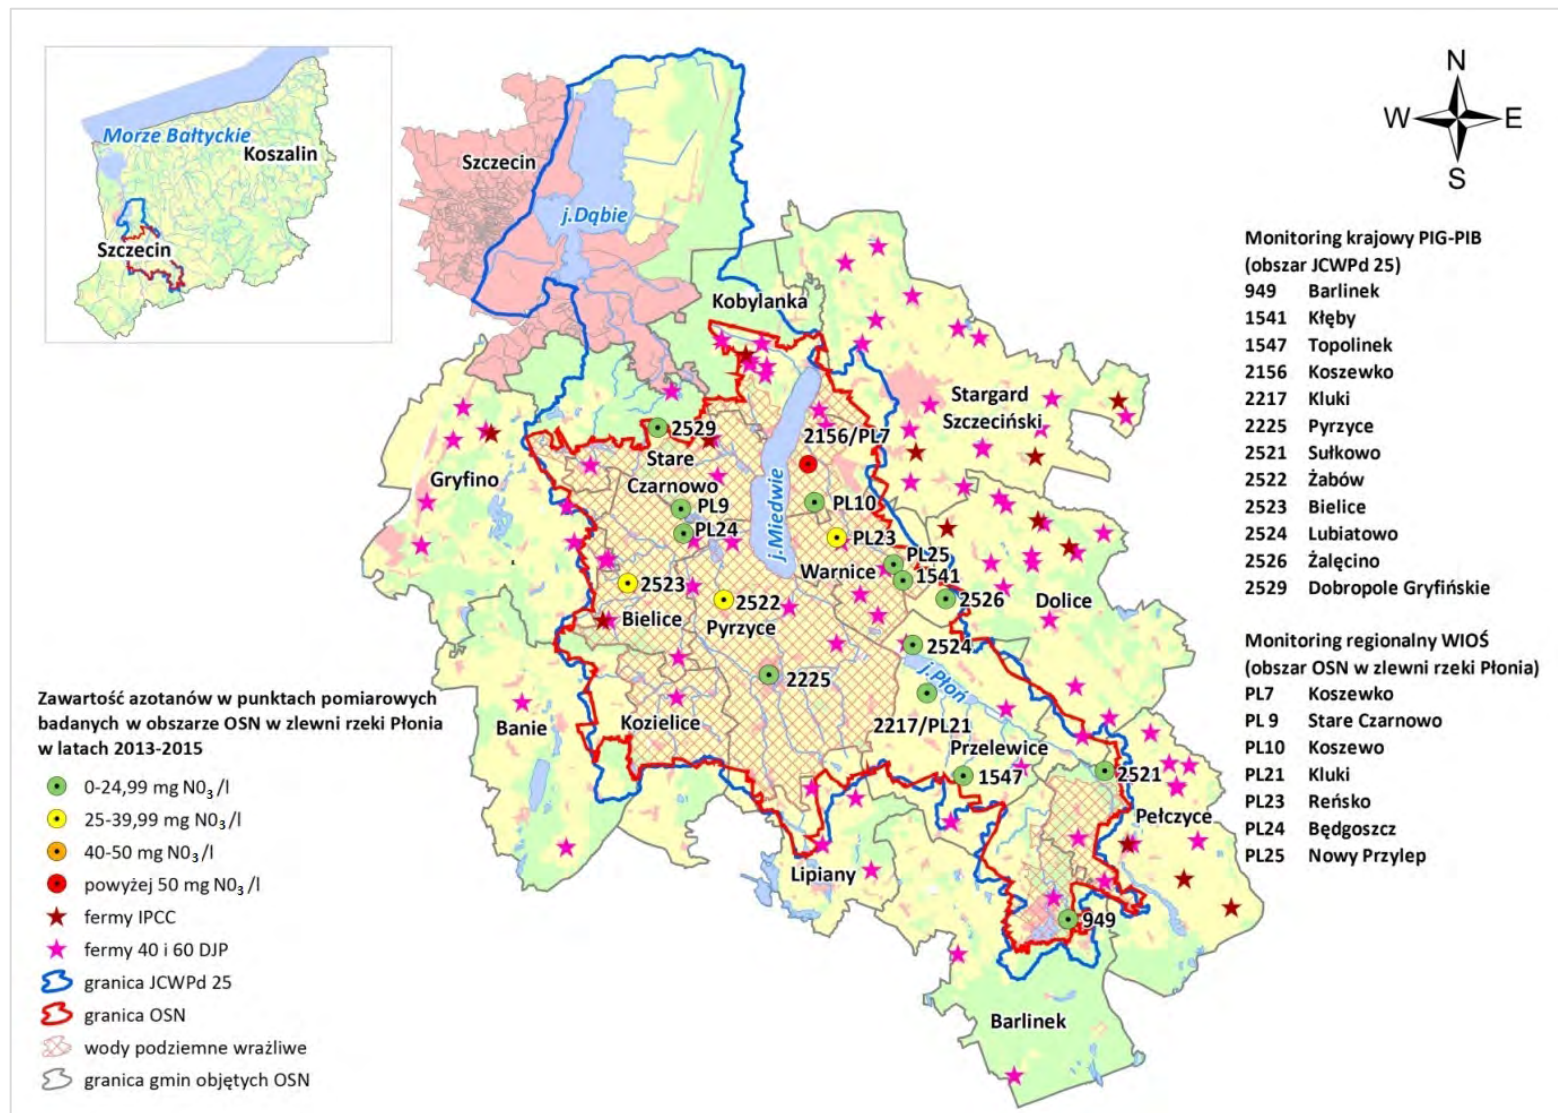 Morze Bałtyckie
Koszalin
Szczecin
Szczecin
j.Dąbie
N
W
E
S
Kobylanka
Stargard
Szczeciński
2529
2156/PL7
Stare
Czarnowo
Gryfino
PL9
PL10
PL24
j.Miedwie
PL23
PL25
Warnice
1541
2523
2522
2526
Dolice
Bielice
Pyrzyce
2524
j.Płoń
2225
Banie
Kozielice
2217/PL21
Przelewice
1547
2521
Pełczyce
Lipiany
949
Barlinek
Monitoring krajowy PIG-PIB
(obszar JCWPd 25)
949 Barlinek
1541 Kłęby
1547 Topolinek
2156 Koszewko
2217 Kluki
2225 Pyrzyce
2521 Sułkowo
2522 Żabów
2523 Bielice
2524 Lubiatowo
2526 Żalęcino
2529 Dobropole Gryfińskie
Monitoring regionalny WIOŚ
(obszar OSN w zlewni rzeki Płonia)
PL7 Koszewko
PL 9 Stare Czarnowo
PL10 Koszewo
PL21 Kluki
PL23 Reńsko
PL24 Będgoszcz
PL25 Nowy Przylep
Zawartość azotanów w punktach pomiarowych
badanych w obszarze OSN w zlewni rzeki Płonia
w latach 2013-2015
0-24,99 mg N0₃/l
25-39,99 mg N0₃/l
40-50 mg N0₃/l
powyżej 50 mg N0₃/l
fermy IPCC
fermy 40 i 60 DJP
granica JCWPd 25
granica OSN
wody podziemne wrażliwe
granica gmin objętych OSN